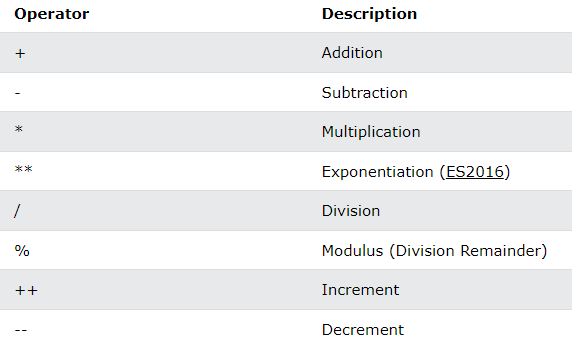 Operator Description
+ Addition
- Subtraction
* Multiplication
** Exponentiation (ES2016)
/ Division
% Modulus (Division Remainder)
++ Increment
-- Decrement